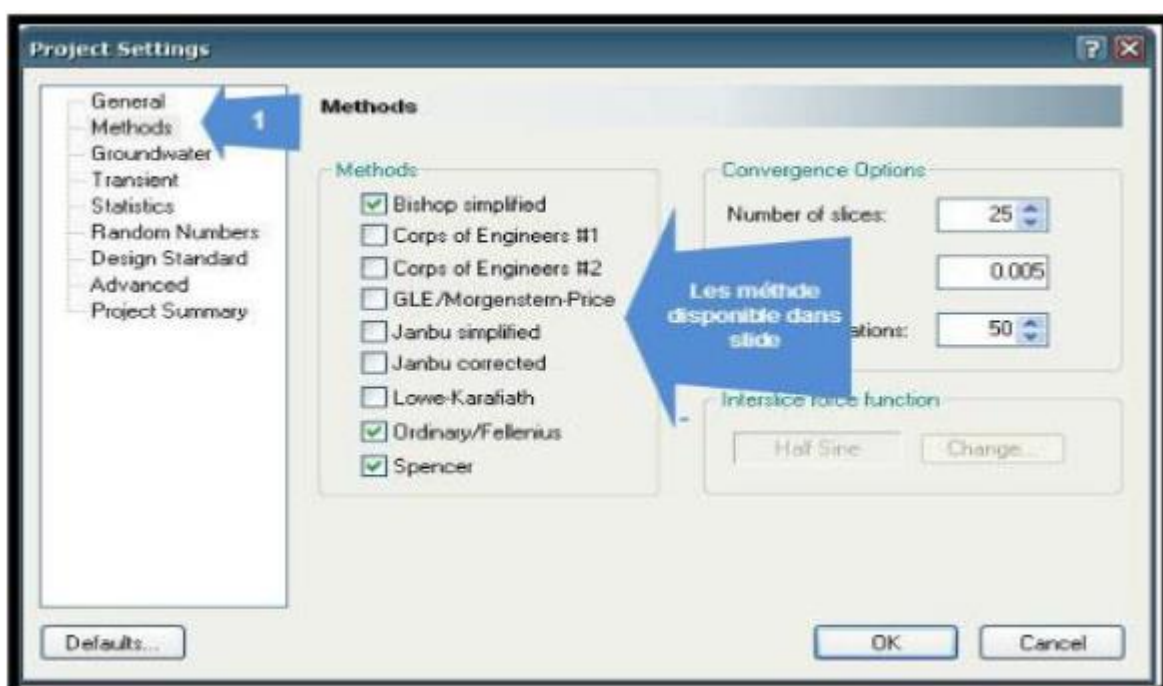 Project Settings
General
Methods
Groundwater
Transient
Statistics
Random Numbers
Design Standard
Advanced
Project Summary
1
Methods
Methods
Bishop simplified
Corps of Engineers #1
Corps of Engineers #2
GLE/Morgenstern-Price
Janbu simplified
Janbu corrected
Lowe-Karafiath
Ordinary/Fellenius
Spencer
Les méthde
disponible dans
slide
Convergence Options
Number of slices: 25
0.005
ations: 50
Interslice force function
Half Sine Change...
Defaults... OK Cancel